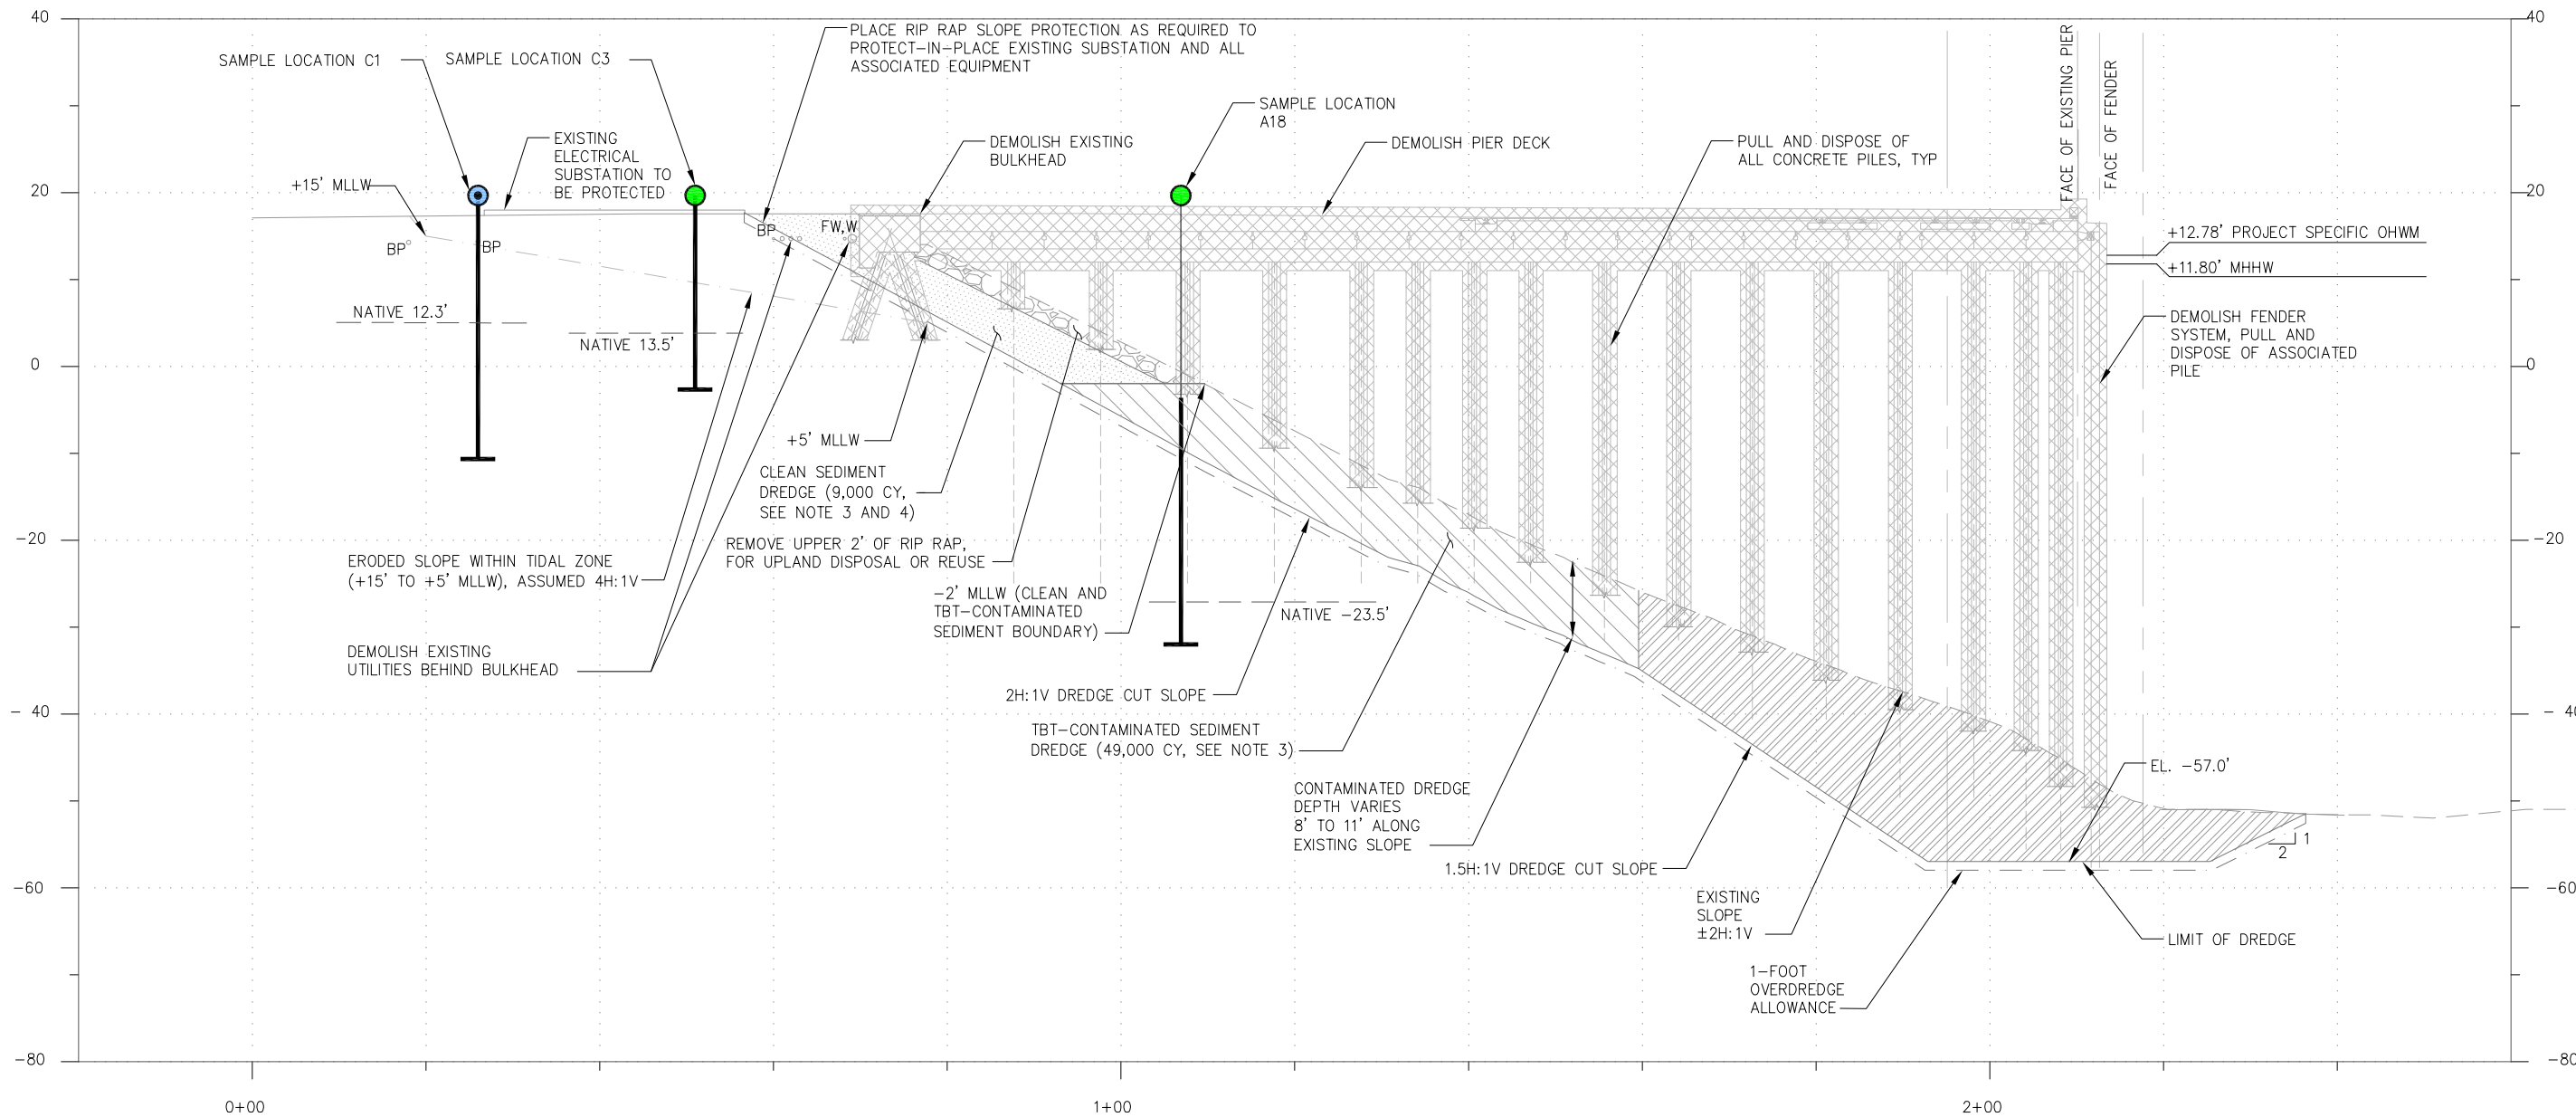 40
40
PLACE RIP RAP SLOPE PROTECTION AS REQUIRED TO
PROTECT-IN-PLACE EXISTING SUBSTATION AND ALL
ASSOCIATED EQUIPMENT
SAMPLE LOCATION C1
SAMPLE LOCATION C3
FACE OF EXISTING PIER
FACE OF FENDER
SAMPLE LOCATION
A18
EXISTING
ELECTRICAL
SUBSTATION TO
BE PROTECTED
DEMOLISH EXISTING
BULKHEAD
DEMOLISH PIER DECK
PULL AND DISPOSE OF
ALL CONCRETE PILES, TYP
+15' MLLW
20
20
BP
BP
BP
FW,W
+12.78' PROJECT SPECIFIC OHWM
+11.80' MHHW
NATIVE 12.3'
NATIVE 13.5'
DEMOLISH FENDER
SYSTEM, PULL AND
DISPOSE OF ASSOCIATED
PILE
0
0
+5' MLLW
CLEAN SEDIMENT
DREDGE (9,000 CY,
SEE NOTE 3 AND 4)
-20
-20
REMOVE UPPER 2' OF RIP RAP,
FOR UPLAND DISPOSAL OR REUSE
ERODED SLOPE WITHIN TIDAL ZONE
(+15' TO +5' MLLW), ASSUMED 4H:1V
-2' MLLW (CLEAN AND
TBT-CONTAMINATED
SEDIMENT BOUNDARY)
NATIVE -23.5'
DEMOLISH EXISTING
UTILITIES BEHIND BULKHEAD
2H:1V DREDGE CUT SLOPE
- 40
- 40
TBT-CONTAMINATED SEDIMENT
DREDGE (49,000 CY, SEE NOTE 3)
EL. -57.0'
CONTAMINATED DREDGE
DEPTH VARIES
8' TO 11' ALONG
EXISTING SLOPE
1
2
1.5H:1V DREDGE CUT SLOPE
-60
-60
EXISTING
SLOPE
±2H:1V
LIMIT OF DREDGE
1-FOOT
OVERDREDGE
ALLOWANCE
-80
-80
0+00
1+00
2+00